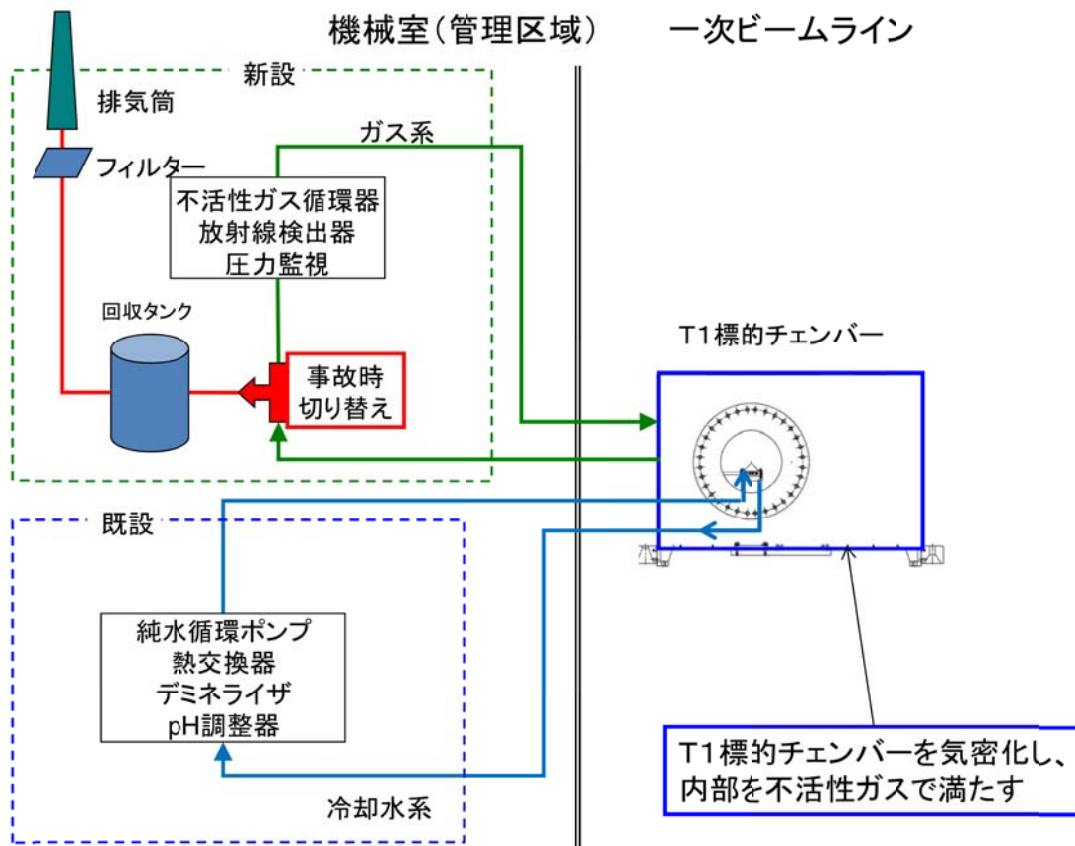 機械室(管理区域)
一次ビームライン
新設
排気筒
ガス系
フィルター
不活性ガス循環器
放射線検出器
圧力監視
回収タンク
事故時
切り替え
T1標的チェンバー
既設
純水循環ポンプ
熱交換器
デミネライザ
pH調整器
冷却水系
T1標的チェンバーを気密化し、
内部を不活性ガスで満たす